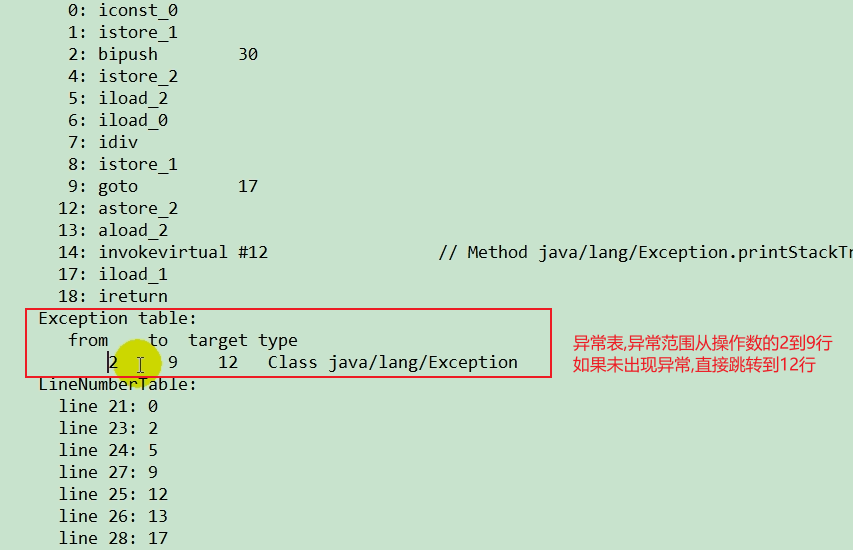 0: iconst_0
1: istore_1
2: bipush 30
4: istore_2
5: iload_2
6: iload_0
7: idiv
8: istore_1
9: goto 17
12: astore_2
13: aload_2
14: invokevirtual #12 // Method java/lang/Exception.printStackTr
17: iload_1
18: ireturn
Exception table:
from to target type
2 9 12 Class java/lang/Exception
异常表,异常范围从操作数的2到9行
如果未出现异常,直接跳转到12行
LineNumberTable:
line 21: 0
line 23: 2
line 24: 5
line 27: 9
line 25: 12
line 26: 13
line 28: 17